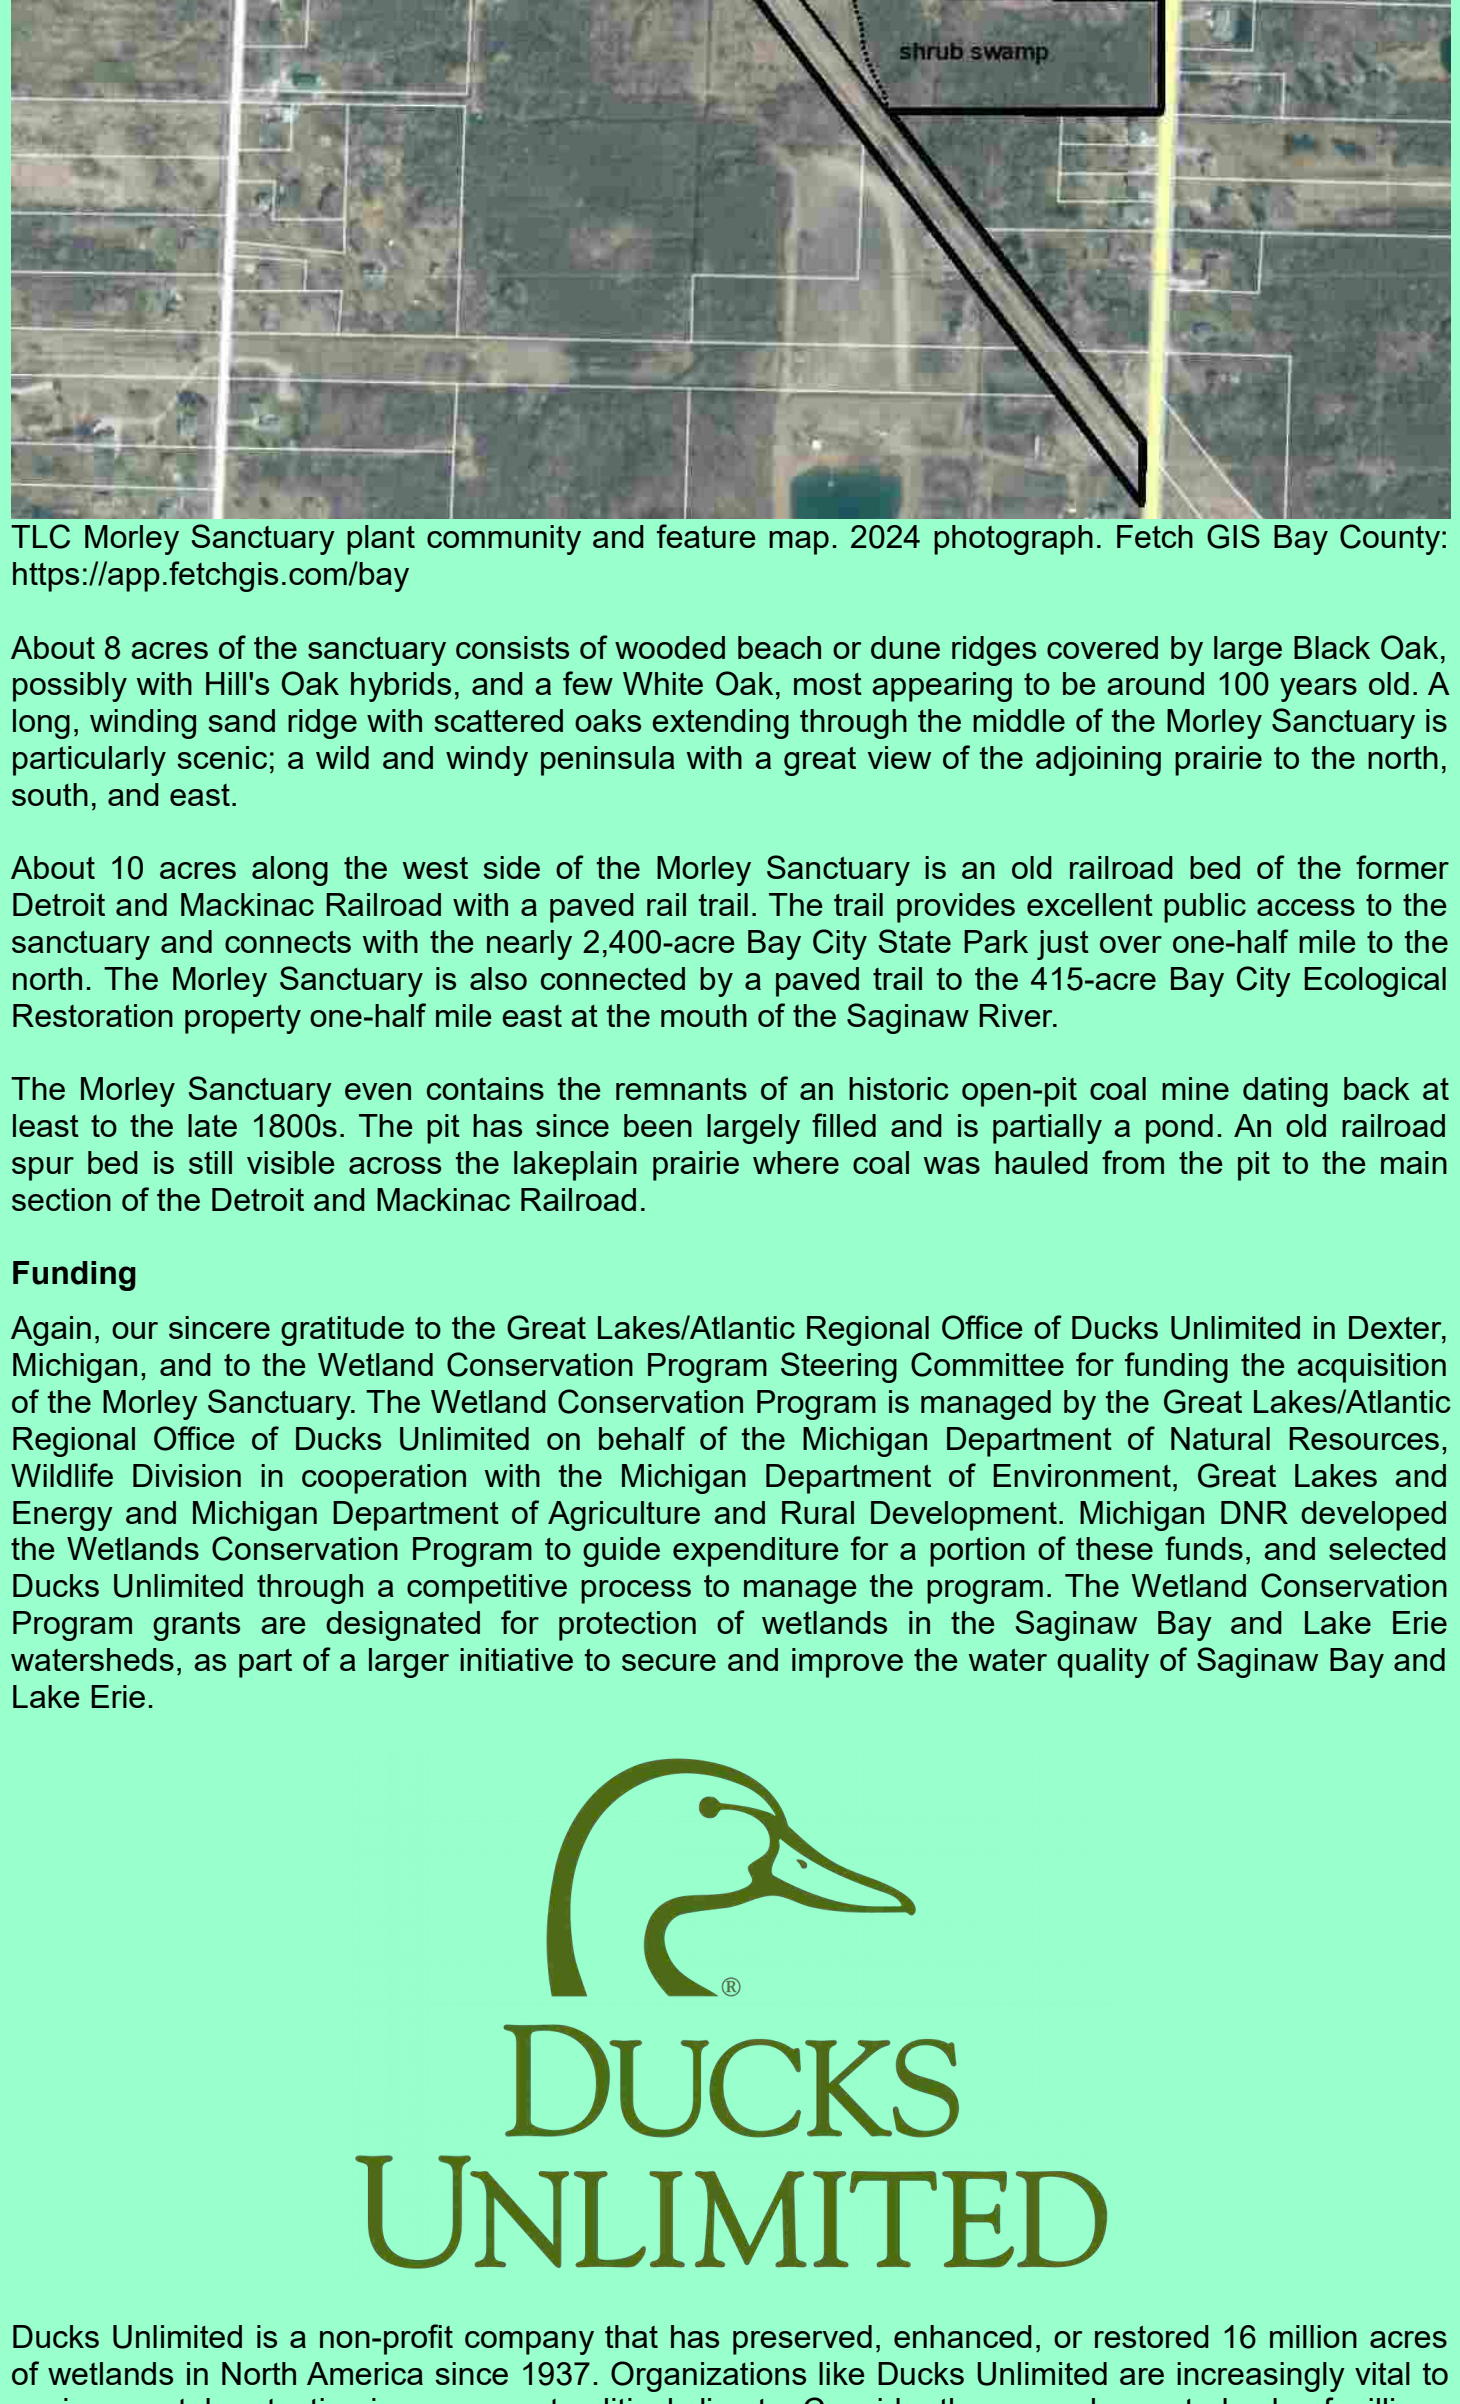 shrub swamp
TLC Morley Sanctuary plant community and feature map. 2024 photograph. Fetch GIS Bay County:
https://app.fetchgis.com/bay
About 8 acres of the sanctuary consists of wooded beach or dune ridges covered by large Black Oak,
possibly with Hill's Oak hybrids, and a few White Oak, most appearing to be around 100 years old. A
long, winding sand ridge with scattered oaks extending through the middle of the Morley Sanctuary is
particularly scenic; a wild and windy peninsula with a great view of the adjoining prairie to the north,
south, and east.
About 10 acres along the west side of the Morley Sanctuary is an old railroad bed of the former
Detroit and Mackinac Railroad with a paved rail trail. The trail provides excellent public access to the
sanctuary and connects with the nearly 2,400-acre Bay City State Park just over one-half mile to the
north. The Morley Sanctuary is also connected by a paved trail to the 415-acre Bay City Ecological
Restoration property one-half mile east at the mouth of the Saginaw River.
The Morley Sanctuary even contains the remnants of an historic open-pit coal mine dating back at
least to the late 1800s. The pit has since been largely filled and is partially a pond. An old railroad
spur bed is still visible across the lakeplain prairie where coal was hauled from the pit to the main
section of the Detroit and Mackinac Railroad.
Funding
Again, our sincere gratitude to the Great Lakes/Atlantic Regional Office of Ducks Unlimited in Dexter,
Michigan, and to the Wetland Conservation Program Steering Committee for funding the acquisition
of the Morley Sanctuary. The Wetland Conservation Program is managed by the Great Lakes/Atlantic
Regional Office of Ducks Unlimited on behalf of the Michigan Department of Natural Resources,
Wildlife Division in cooperation with the Michigan Department of Environment, Great Lakes and
Energy and Michigan Department of Agriculture and Rural Development. Michigan DNR developed
the Wetlands Conservation Program to guide expenditure for a portion of these funds, and selected
Ducks Unlimited through a competitive process to manage the program. The Wetland Conservation
Program grants are designated for protection of wetlands in the Saginaw Bay and Lake Erie
watersheds, as part of a larger initiative to secure and improve the water quality of Saginaw Bay and
Lake Erie.
®
DUCKS
UNLIMITED
Ducks Unlimited is a non-profit company that has preserved, enhanced, or restored 16 million acres
of wetlands in North America since 1937. Organizations like Ducks Unlimited are increasingly vital to